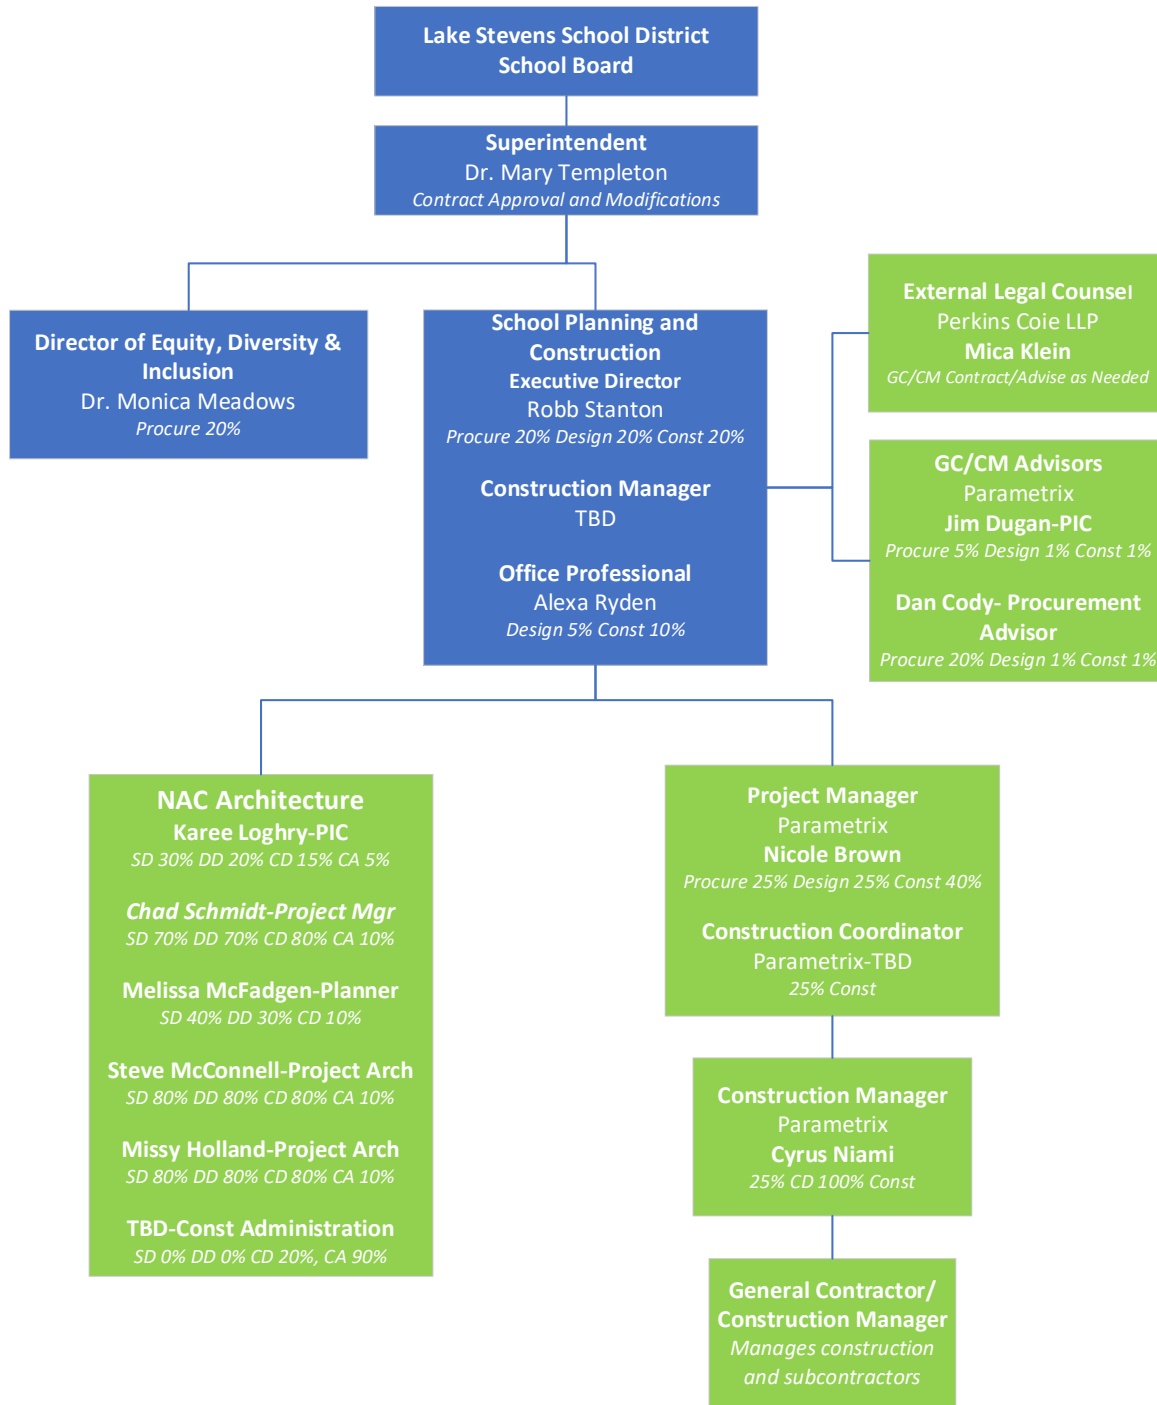 Lake Stevens School District
School Board
Superintendent
Dr. Mary Templeton
Contract Approval and Modifications
Director of Equity, Diversity &
Inclusion
Dr. Monica Meadows
Procure 20%
School Planning and
Construction
Executive Director
Robb Stanton
Procure 20% Design 20% Const 20%
Construction Manager
TBD
Office Professional
Alexa Ryden
Design 5% Const 10%
External Legal Counsel
Perkins Coie LLP
Mica Klein
GC/CM Contract/Advise as Needed
GC/CM Advisors
Parametrix
Jim Dugan-PIC
Procure 5% Design 1% Const 1%
Dan Cody- Procurement
Advisor
Procure 20% Design 1% Const 1%
NAC Architecture
Karee Loghry-PIC
SD 30% DD 20% CD 15% CA 5%
Chad Schmidt-Project Mgr
SD 70% DD 70% CD 80% CA 10%
Melissa McFadgen-Planner
SD 40% DD 30% CD 10%
Steve McConnell-Project Arch
SD 80% DD 80% CD 80% CA 10%
Missy Holland-Project Arch
SD 80% DD 80% CD 80% CA 10%
TBD-Const Administration
SD 0% DD 0% CD 20%, CA 90%
Project Manager
Parametrix
Nicole Brown
Procure 25% Design 25% Const 40%
Construction Coordinator
Parametrix-TBD
25% Const
Construction Manager
Parametrix
Cyrus Niami
25% CD 100% Const
General Contractor/
Construction Manager
Manages construction
and subcontractors